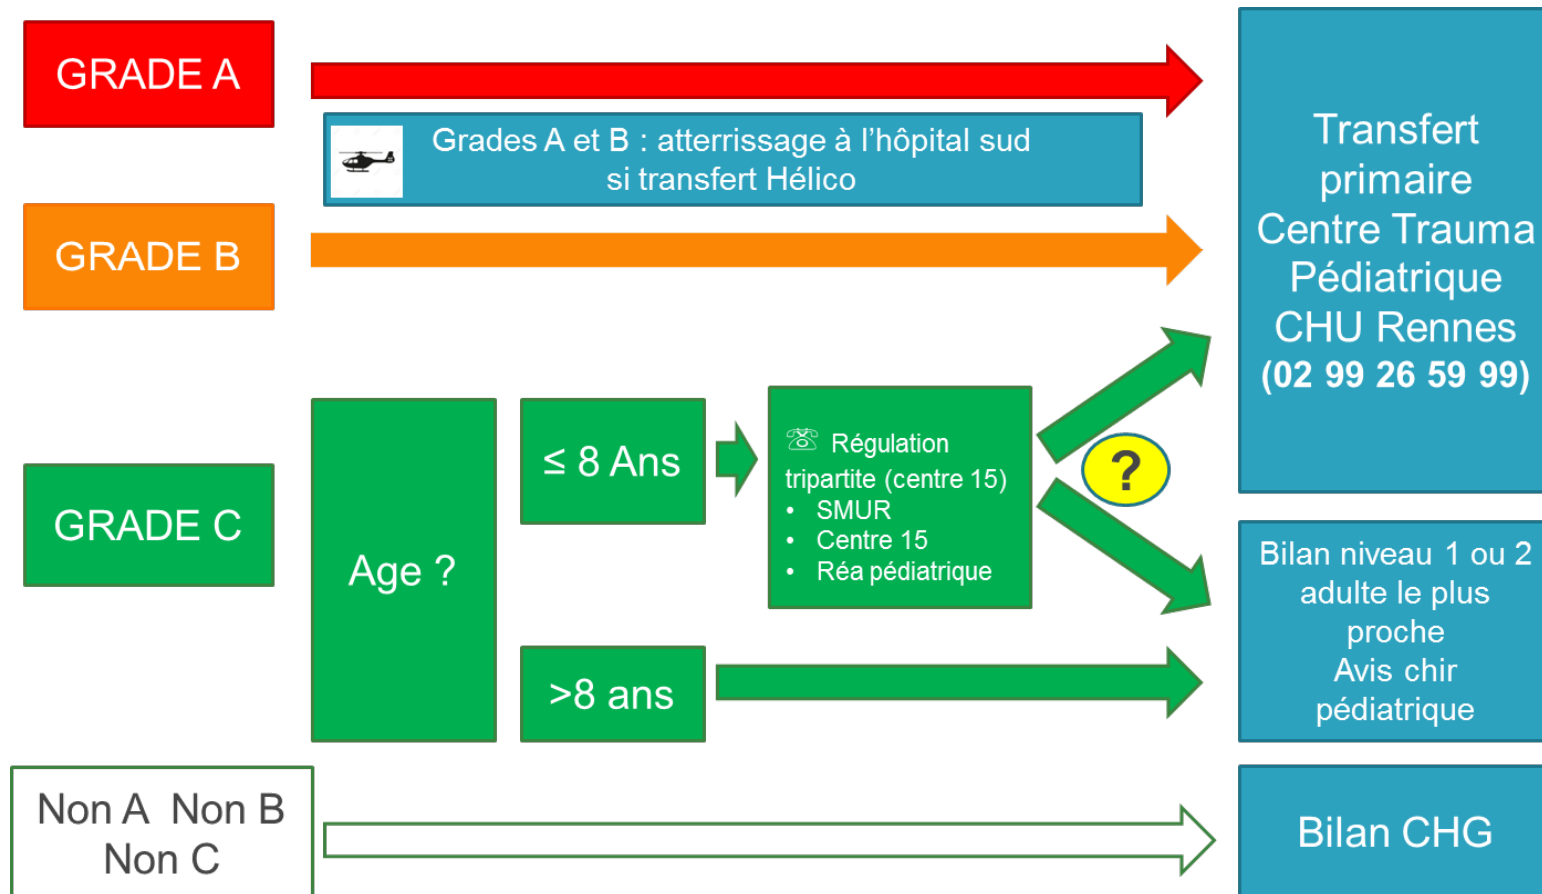 GRADE A
Grades A et B : atterrissage à l’hôpital sud
si transfert Hélico
GRADE B
Transfert
primaire
Centre Trauma
Pédiatrique
CHU Rennes
(02 99 26 59 99)
GRADE C
Age ?
≤ 8 Ans
☏ Régulation
tripartite (centre 15)
• SMUR
• Centre 15
• Réa pédiatrique
?
>8 ans
Bilan niveau 1 ou 2
adulte le plus
proche
Avis chir
pédiatrique
Non A Non B
Non C
Bilan CHG